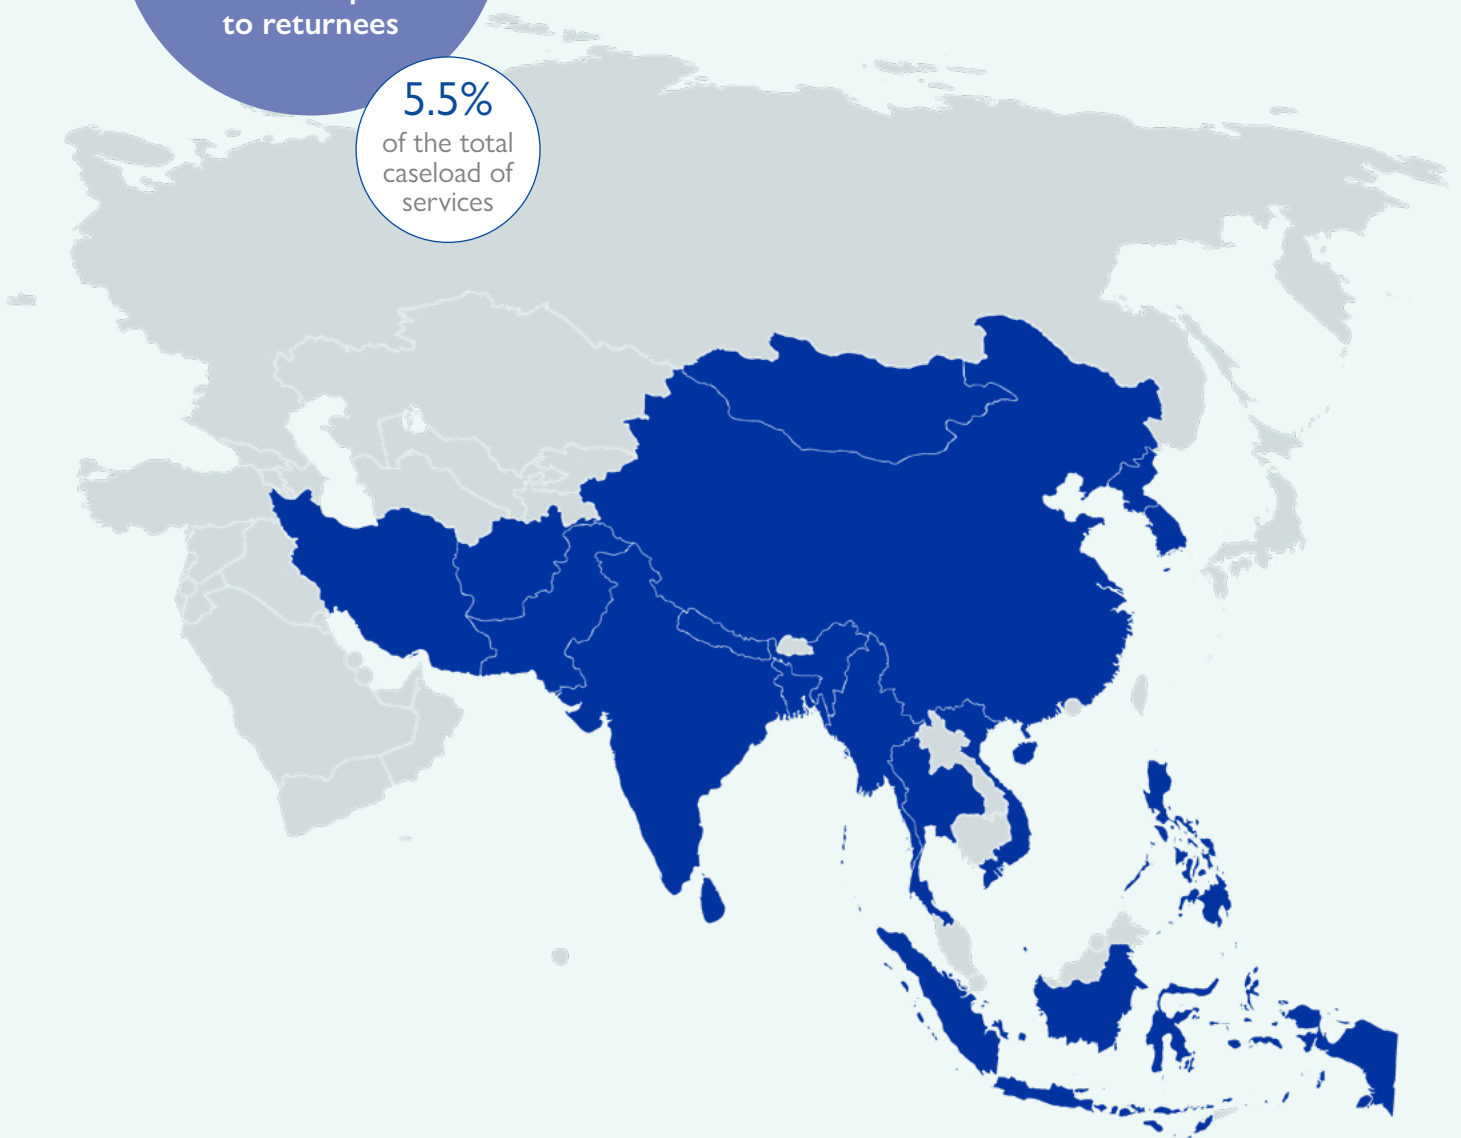 to returnees
5.5%
of the total
caseload of
services